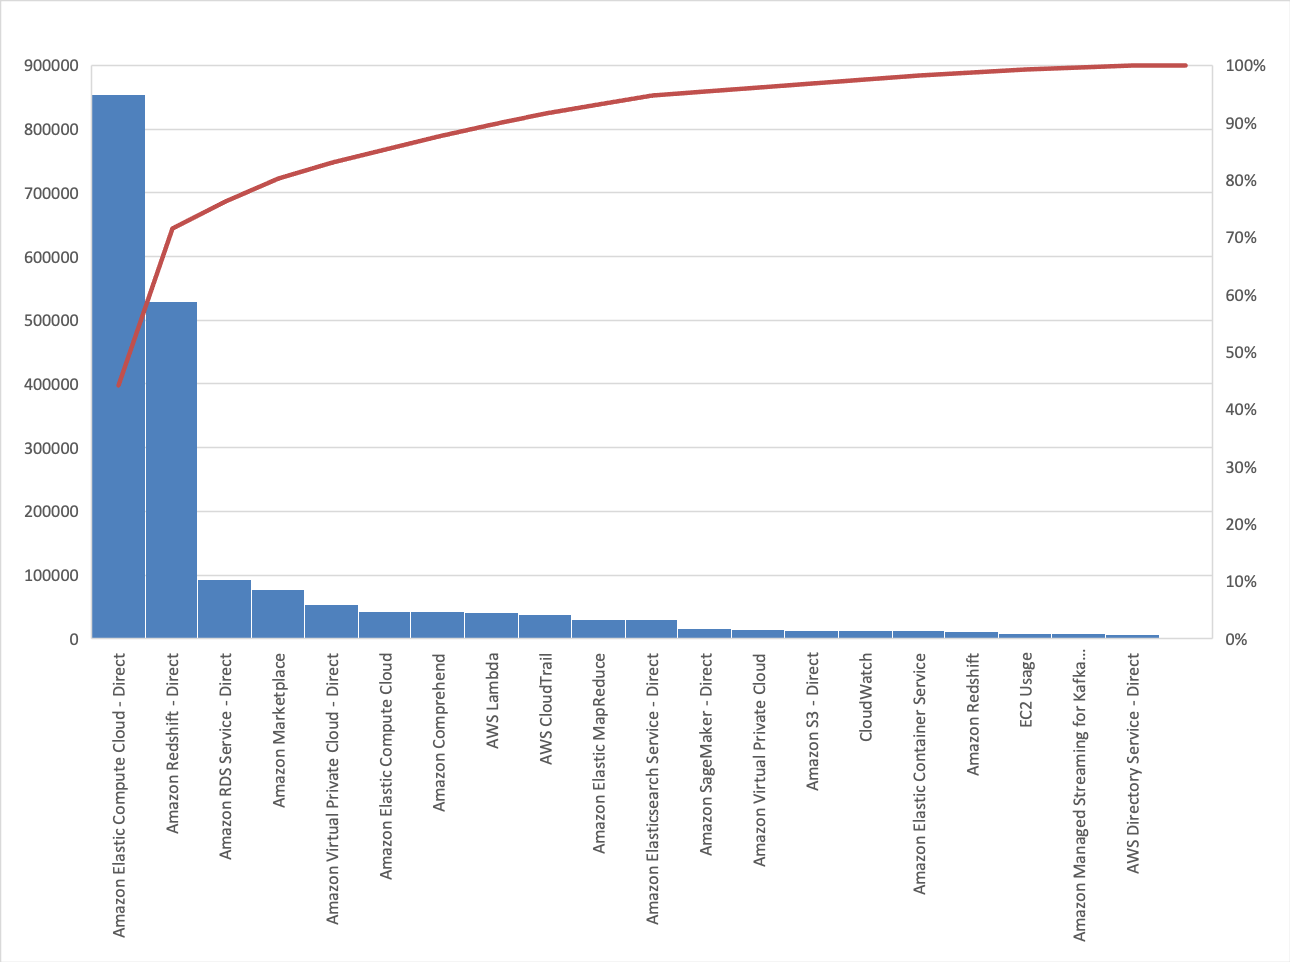 900000
800000
700000
600000
500000
400000
300000
200000
100000
0
100%
90%
80%
70%
60%
50%
40%
30%
20%
10%
0%
Amazon Elastic Compute Cloud - Direct
Amazon Redshift - Direct
Amazon RDS Service - Direct
Amazon Marketplace
Amazon Virtual Private Cloud - Direct
Amazon Elastic Compute Cloud
Amazon Comprehend
AWS Lambda
AWS CloudTrail
Amazon Elastic MapReduce
Amazon Elasticsearch Service - Direct
Amazon SageMaker - Direct
Amazon Virtual Private Cloud
Amazon S3 - Direct
CloudWatch
Amazon Elastic Container Service
Amazon Redshift
EC2 Usage
Amazon Managed Streaming for Kafka...
AWS Directory Service - Direct